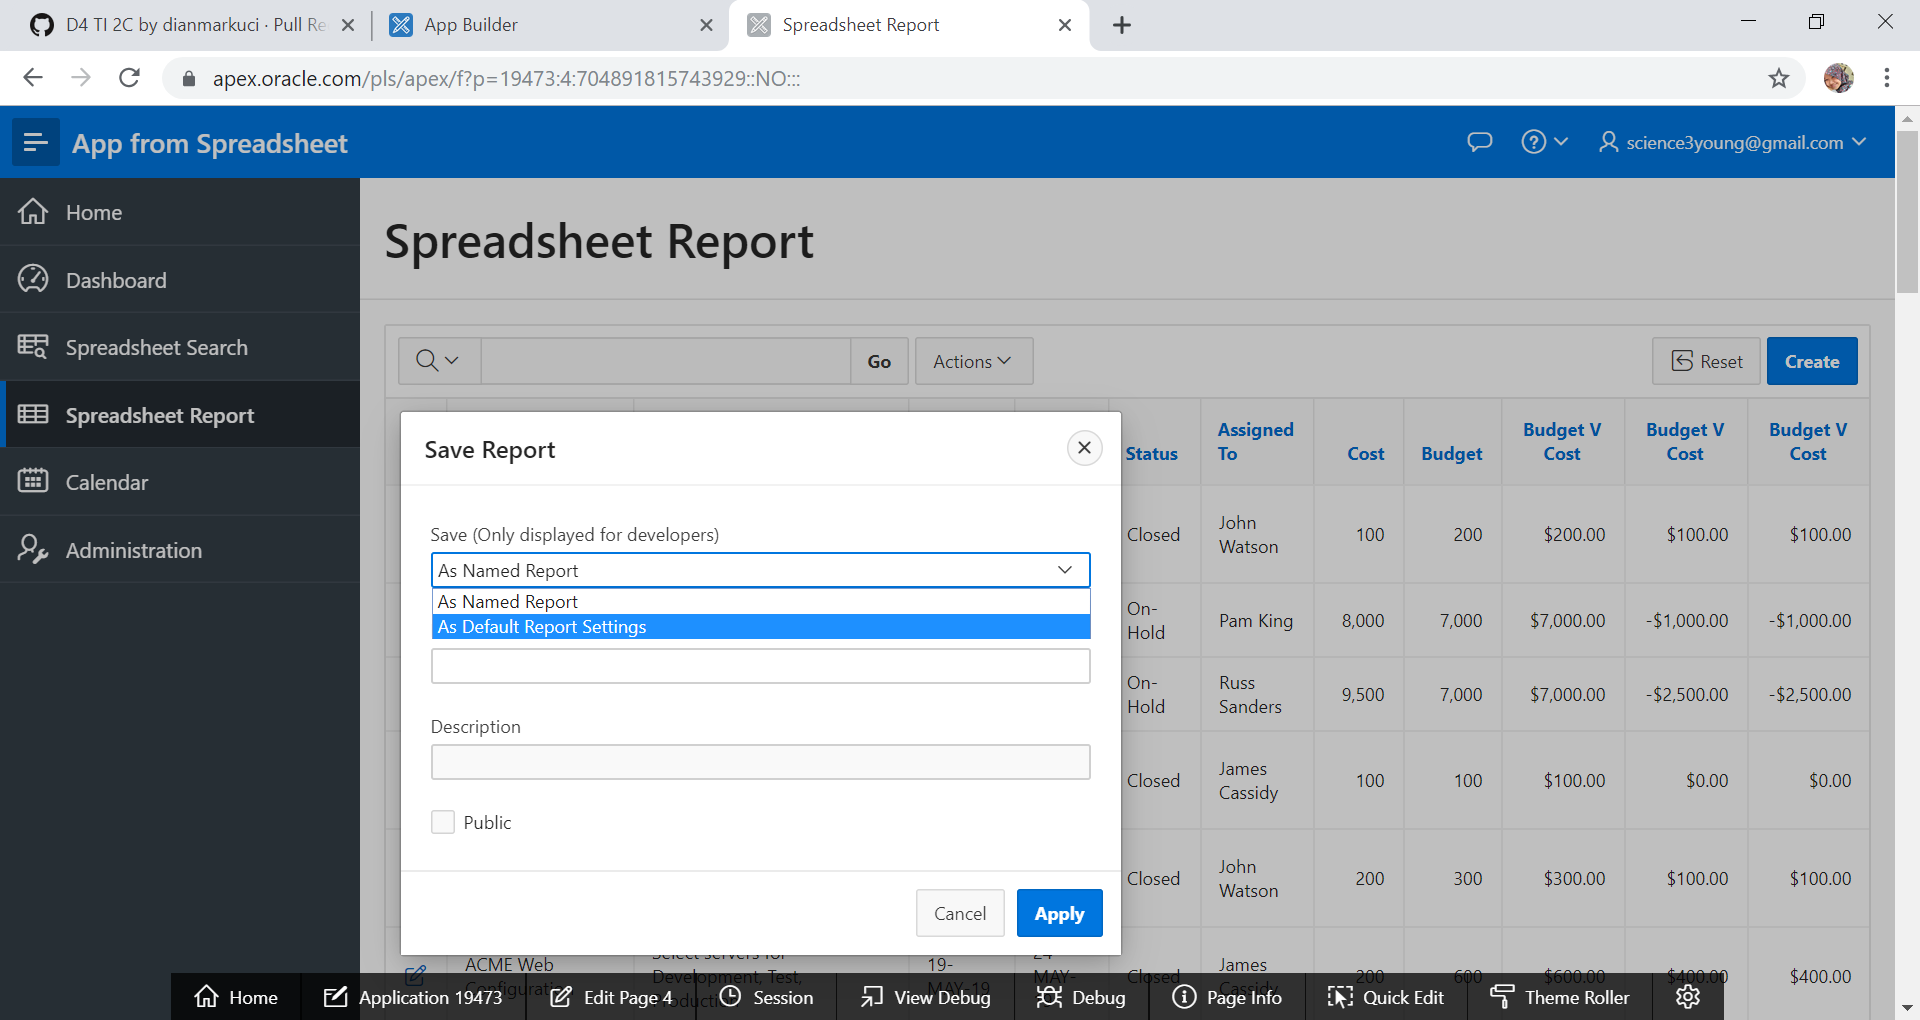 D4 TI 2C by dianmarkuci · Pull Re
App Builder
Spreadsheet Report
apex.oracle.com/pls/apex/f?p=19473:4:704891815743929::NO:::
App from Spreadsheet
science3young@gmail.com
Home
Dashboard
Spreadsheet Search
Spreadsheet Report
Calendar
Administration
Spreadsheet Report
Go
Actions
Reset
Create
Status
Assigned To
Cost
Budget
Budget V Cost
Budget V Cost
Budget V Cost
Closed John Watson 100 200 $200.00 $100.00 $100.00
On-Hold Pam King 8,000 7,000 $7,000.00 -$1,000.00 -$1,000.00
On-Hold Russ Sanders 9,500 7,000 $7,000.00 -$2,500.00 -$2,500.00
Closed James Cassidy 100 100 $100.00 $0.00 $0.00
Closed John Watson 200 300 $300.00 $100.00 $100.00
ACME Web Select servers for Development, Test, 19-MAY-19 24-MAY- Closed James 200 600 $600.00 $400.00 $400.00
Save Report
Save (Only displayed for developers)
As Named Report
As Named Report
As Default Report Settings
Description
Public
Cancel
Apply
Home
Application 19473
Edit Page 4
Session
View Debug
Debug
Page Info
Quick Edit
Theme Roller